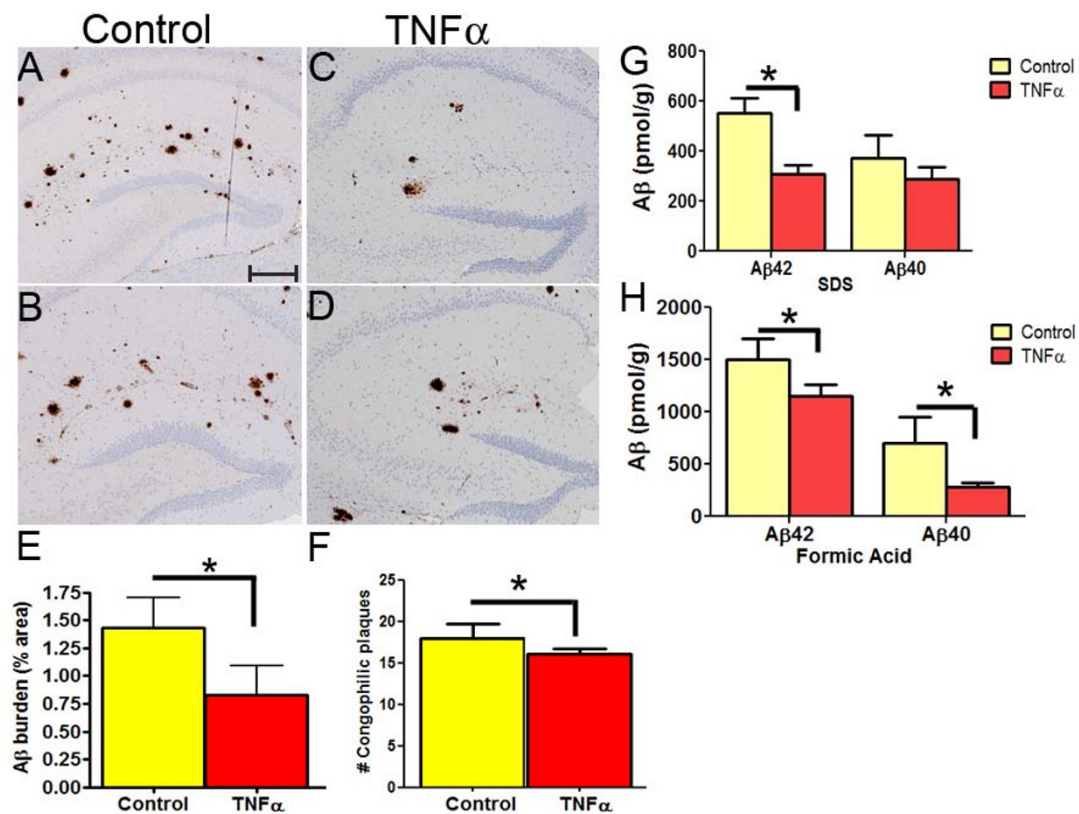 Control
TNFα
A
C
B
D
E
Aβ burden (% area)
1.75
1.50
1.25
1.00
0.75
0.50
0.25
0.00
*
Control
TNFα
F
# Congophilic plaques
25
20
15
10
5
0
*
Control
TNFα
G
Aβ (pmol/g)
800
600
400
200
0
*
Control
TNFα
Aβ42
Aβ40
SDS
H
Aβ (pmol/g)
2000
1500
1000
500
0
*
*
Control
TNFα
Aβ42
Aβ40
Formic Acid